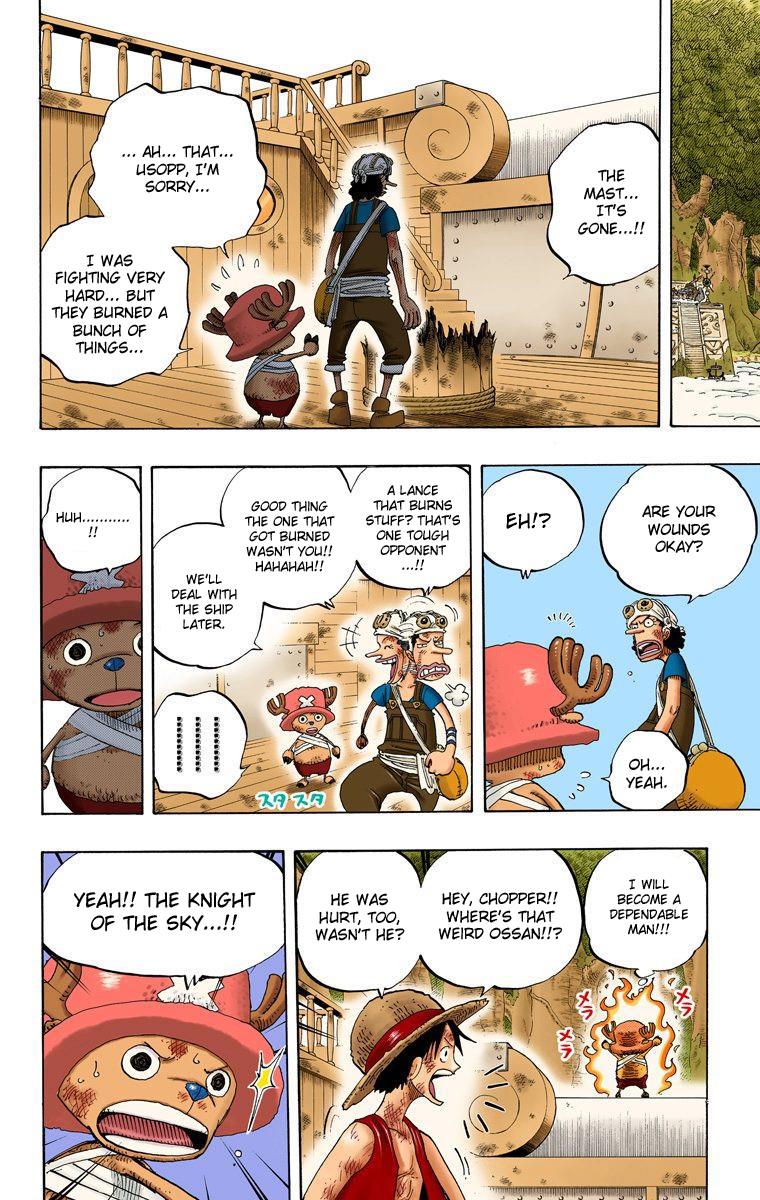 THE
MAST...
IT'S
GONE...!!
... AH... THAT...
USOPP, I'M
SORRY...
I WAS
FIGHTING VERY
HARD... BUT
THEY BURNED A
BUNCH OF
THINGS...
ARE YOUR
WOUNDS
OKAY?
EH!?
OH...
YEAH.
A LANCE
THAT BURNS
STUFF? THAT'S
ONE TOUGH
OPPONENT
...!!
GOOD THING
THE ONE THAT
GOT BURNED
WASN'T YOU!!
HAHAHAH!!
WE'LL
DEAL WITH
THE SHIP
LATER.
!!!
スタ スタ
HUH...........
!!
I WILL
BECOME A
DEPENDABLE
MAN!!!
メラ
メラ
HEY, CHOPPER!!
WHERE'S THAT
WEIRD OSSAN!!?
HE WAS
HURT, TOO,
WASN'T HE?
YEAH!! THE KNIGHT
OF THE SKY...!!